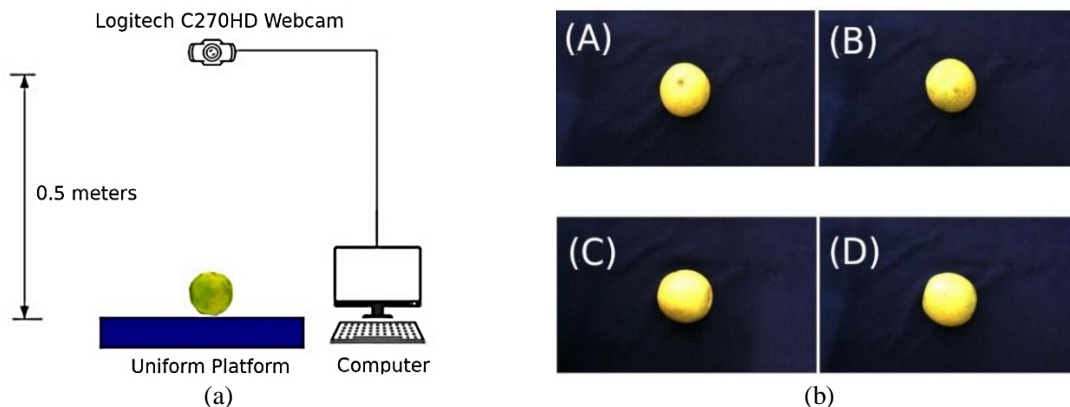 Logitech C270HD Webcam
0.5 meters
Uniform Platform
Computer
(a)
(A)
(B)
(C)
(D)
(b)